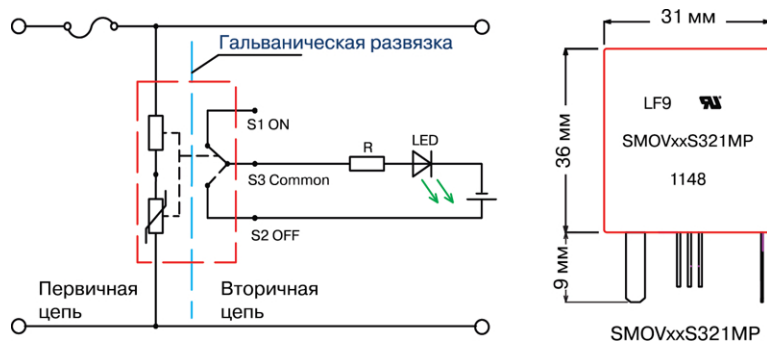 Гальваническая развязка
S1 ON
R
LED
S3 Common
S2 OFF
Первичная
цепь
Вторичная
цепь
31 мм
36 мм
9 мм
LF9
SMOVxxS321MP
1148
SMOVxxS321MP